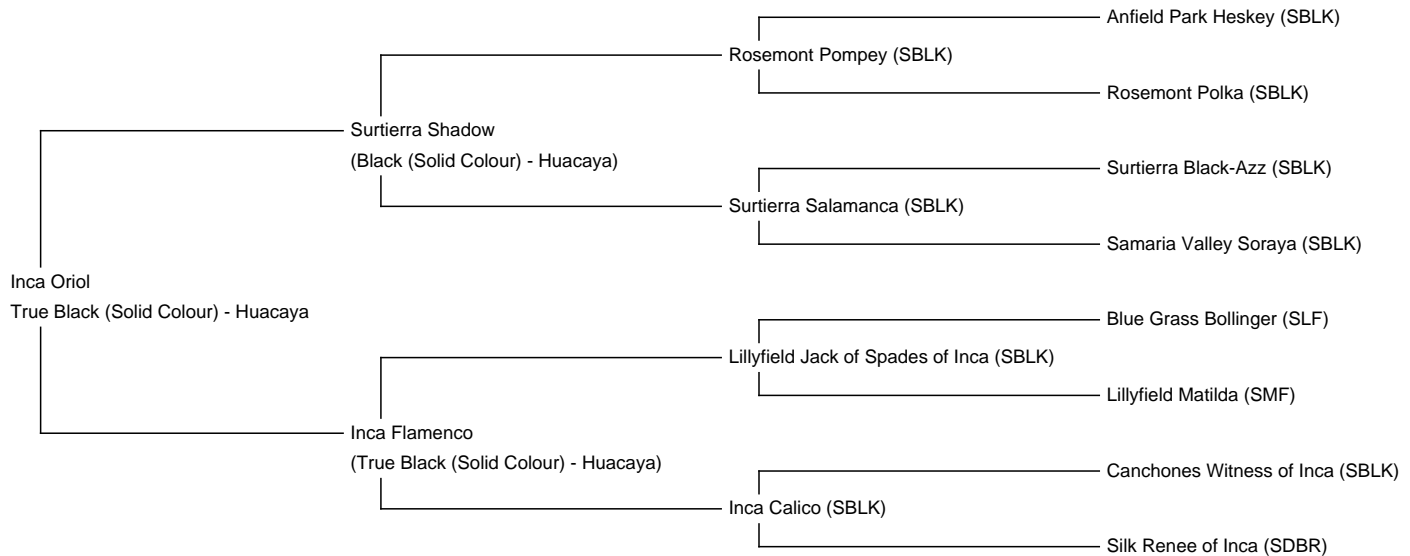 Anfield Park Heskey (SBLK)
Rosemont Pompey (SBLK)
Rosemont Polka (SBLK)
Surtierra Shadow
(Black (Solid Colour) - Huacaya)
Surtierra Black-Azz (SBLK)
Surtierra Salamanca (SBLK)
Samaria Valley Soraya (SBLK)
Inca Oriol
True Black (Solid Colour) - Huacaya
Blue Grass Bollinger (SLF)
Lillyfield Jack of Spades of Inca (SBLK)
Lillyfield Matilda (SMF)
Inca Flamenco
(True Black (Solid Colour) - Huacaya)
Canchones Witness of Inca (SBLK)
Inca Calico (SBLK)
Silk Renee of Inca (SDBR)